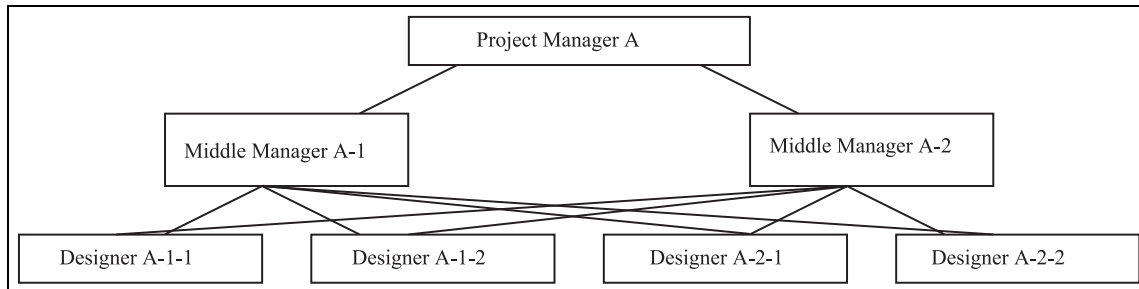 Project Manager A
Middle Manager A-1
Middle Manager A-2
Designer A-1-1
Designer A-1-2
Designer A-2-1
Designer A-2-2